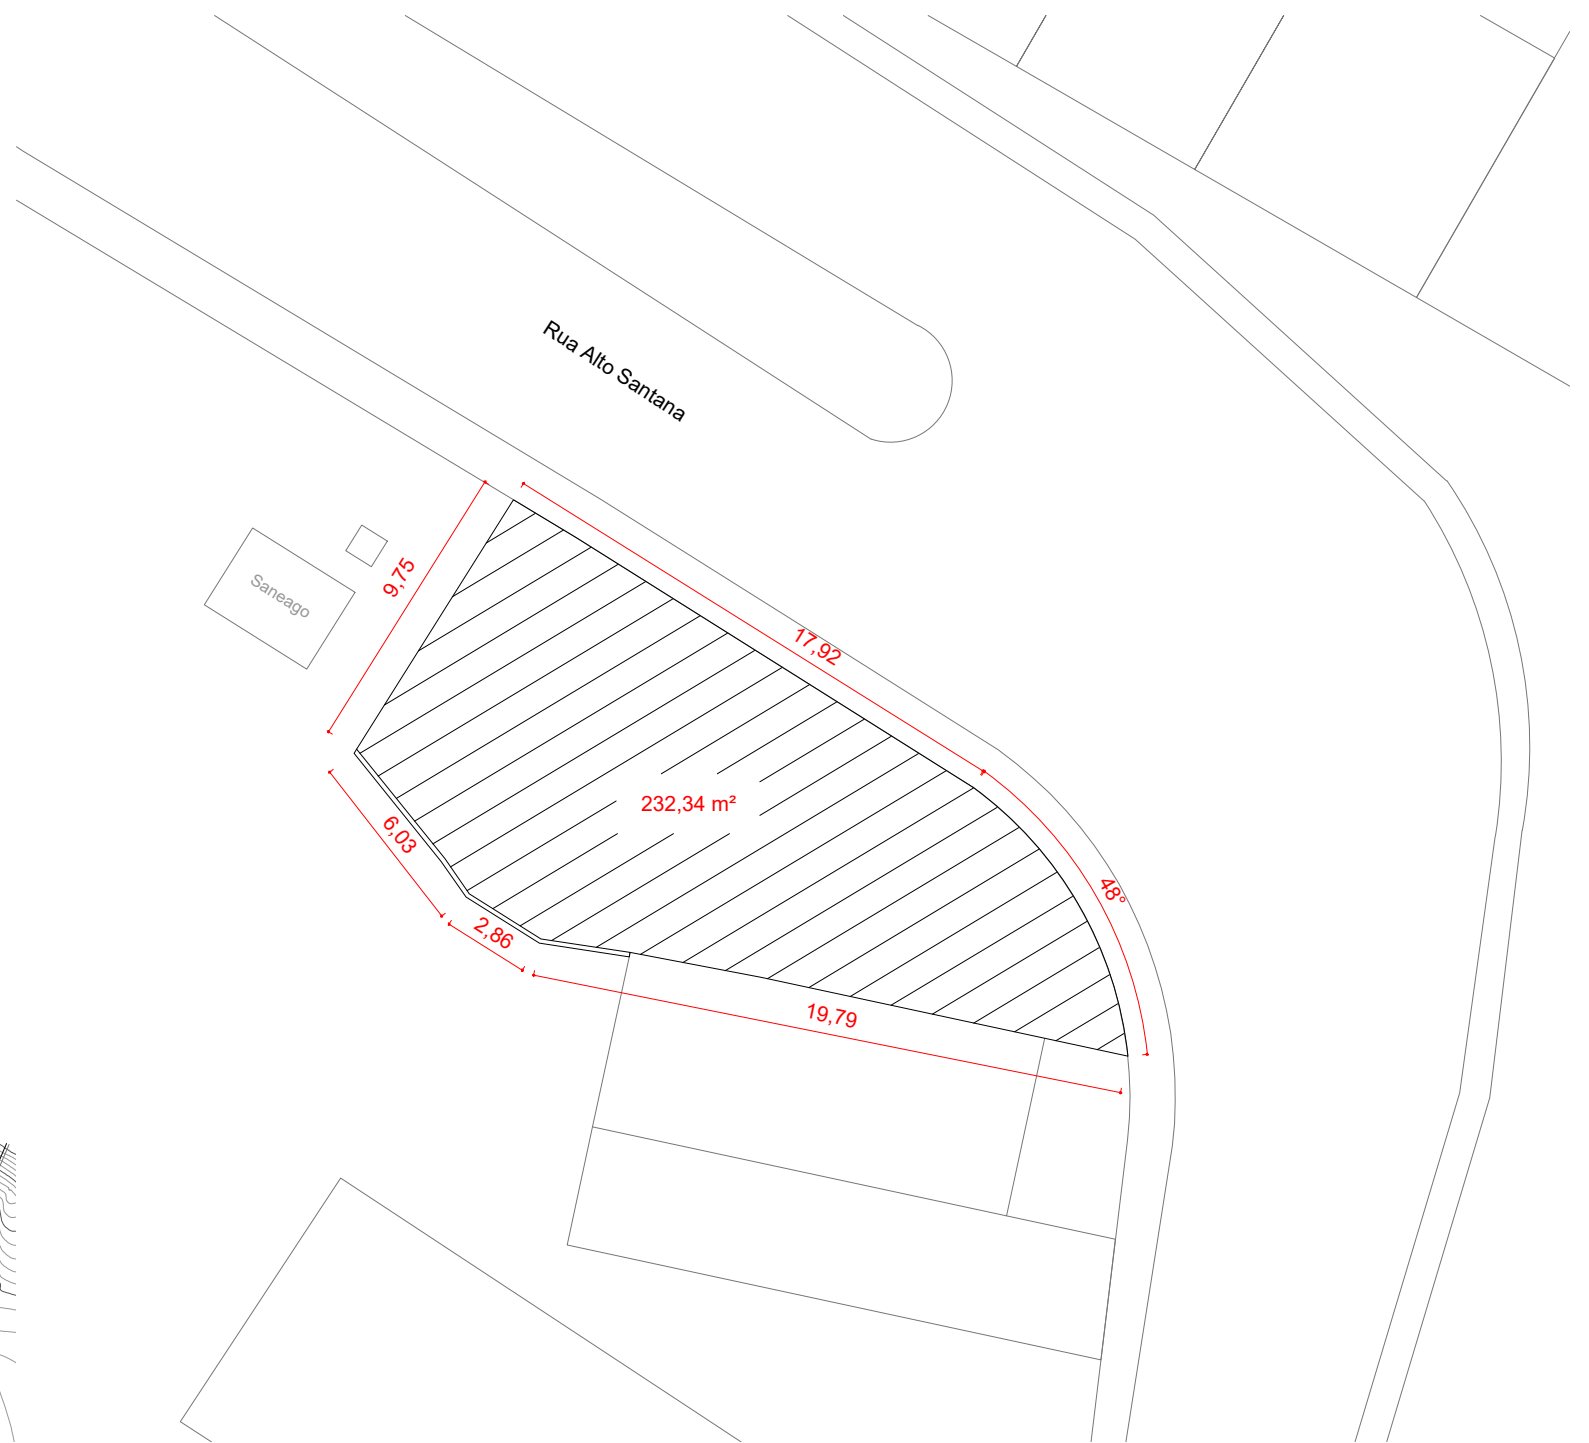 Rua Alto Santana
9,75
Saneago
17,92
232,34 m²
6,03
48°
2,86
19,79